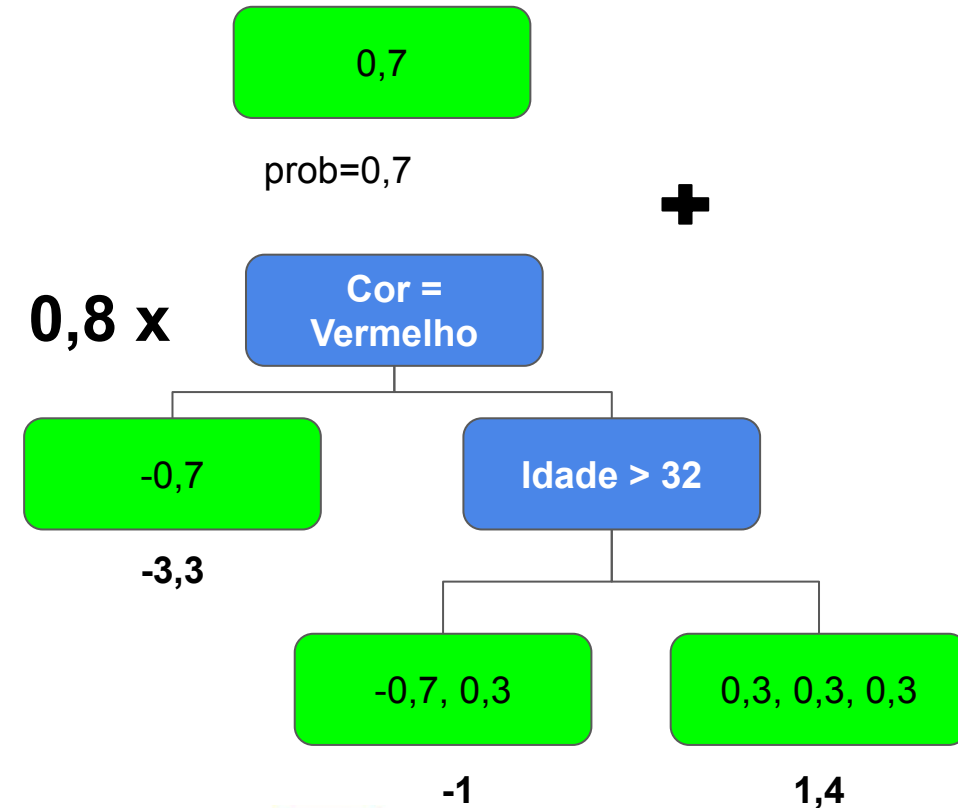 0,7
prob=0,7
+
0,8 x
Cor =
Vermelho
-0,7
Idade > 32
-3,3
-0,7, 0,3
0,3, 0,3, 0,3
-1
1,4